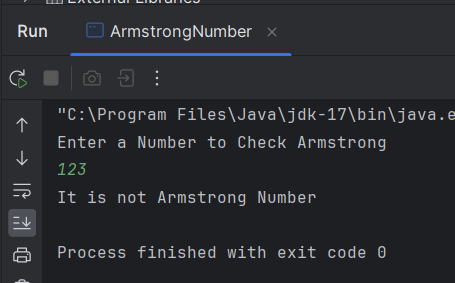 External Libraries
Run ArmstrongNumber
"C:\Program Files\Java\jdk-17\bin\java.e
Enter a Number to Check Armstrong
123
It is not Armstrong Number
Process finished with exit code 0